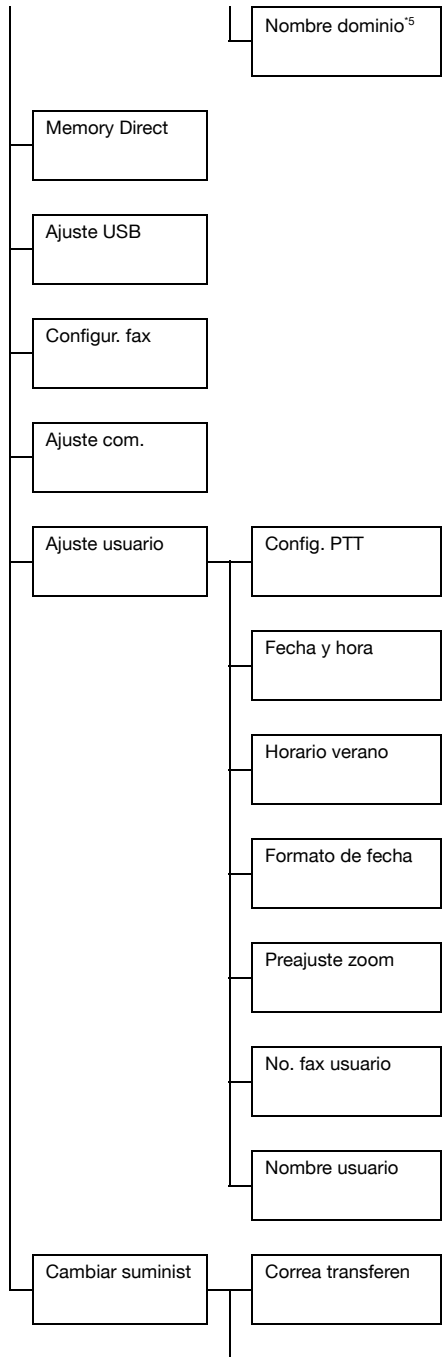 Nombre dominio*5
Memory Direct
Ajuste USB
Configur. fax
Ajuste com.
Ajuste usuario
Config. PTT
Fecha y hora
Horario verano
Formato de fecha
Preajuste zoom
No. fax usuario
Nombre usuario
Cambiar suminist
Correa transferen